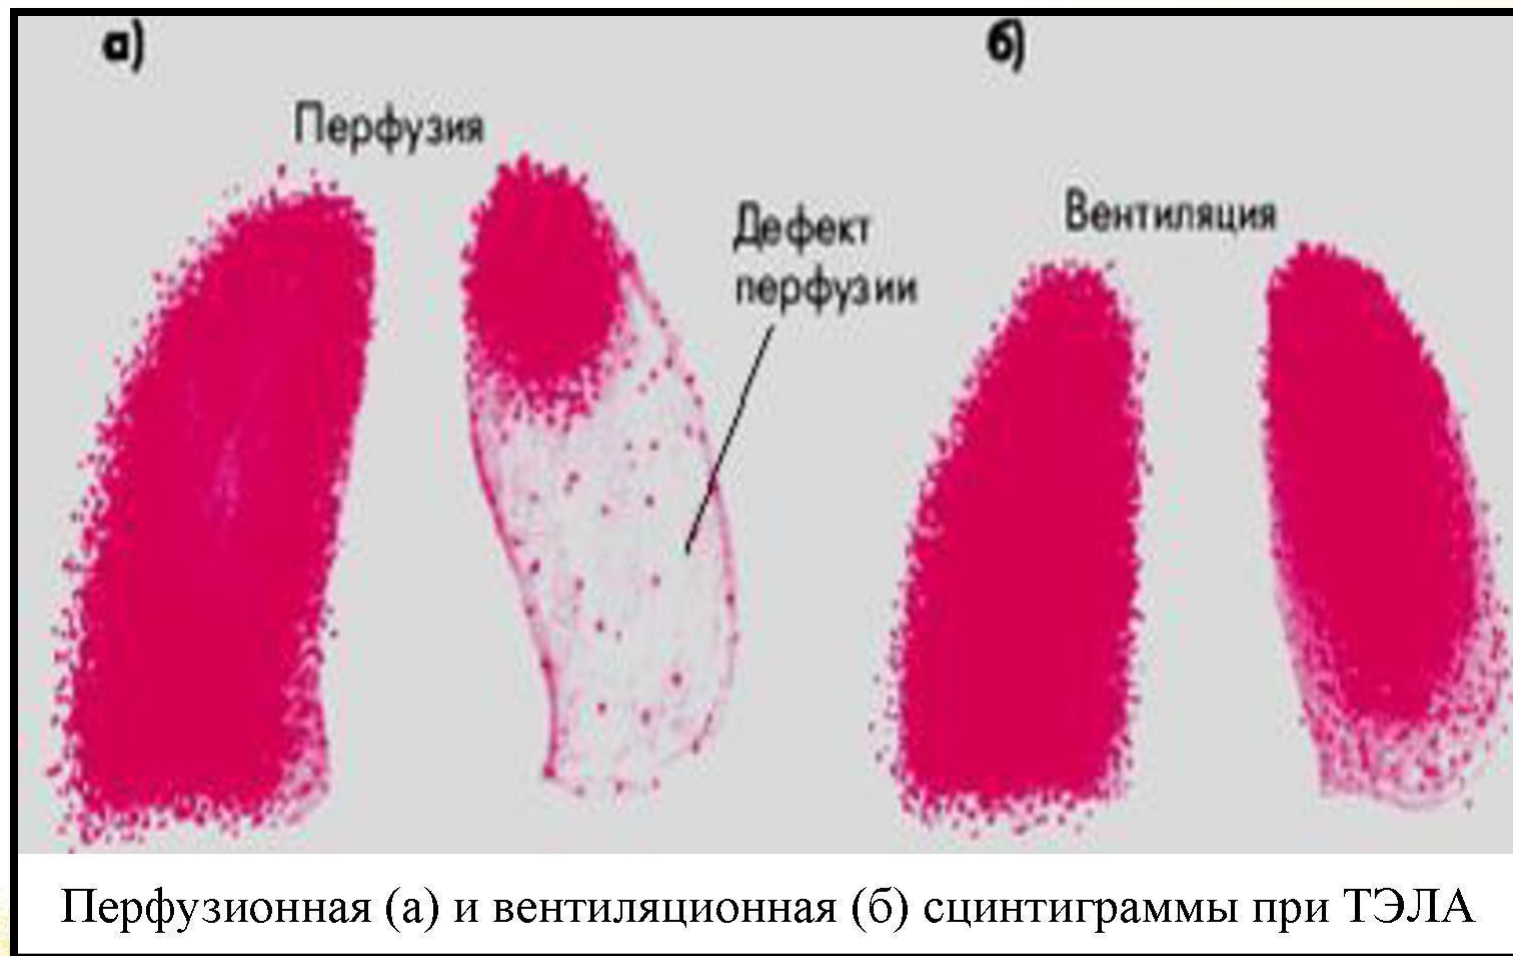 а)
б)
Перфузия
Дефект
перфузии
Вентиляция
Перфузионная (а) и вентиляционная (б) сцинтиграммы при ТЭЛА